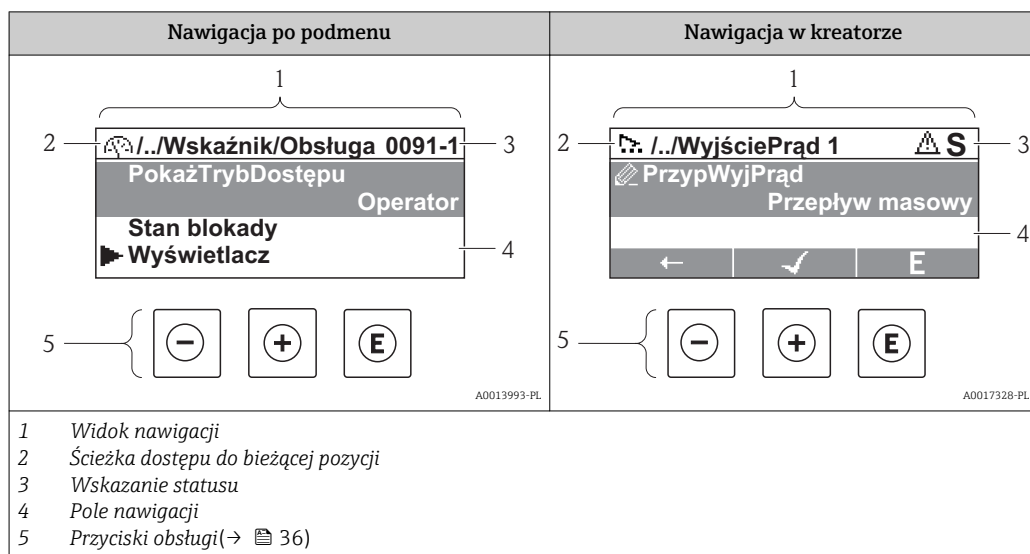 Nawigacja po podmenu
Nawigacja w kreatorze
1
2
/../Wskaźnik/Obsługa 0091-1
3
PokażTrybDostępu
Operator
Stan blokady
Wyświetlacz
4
5
- + E
A0013993-PL
1
2
/../WyjściePrąd 1 S
3
PrzypWyjPrąd
Przepływ masowy
4
← ✓ E
5
- + E
A0017328-PL
1 Widok nawigacji
2 Ścieżka dostępu do bieżącej pozycji
3 Wskazanie statusu
4 Pole nawigacji
5 Przyciski obsługi(→ 36)